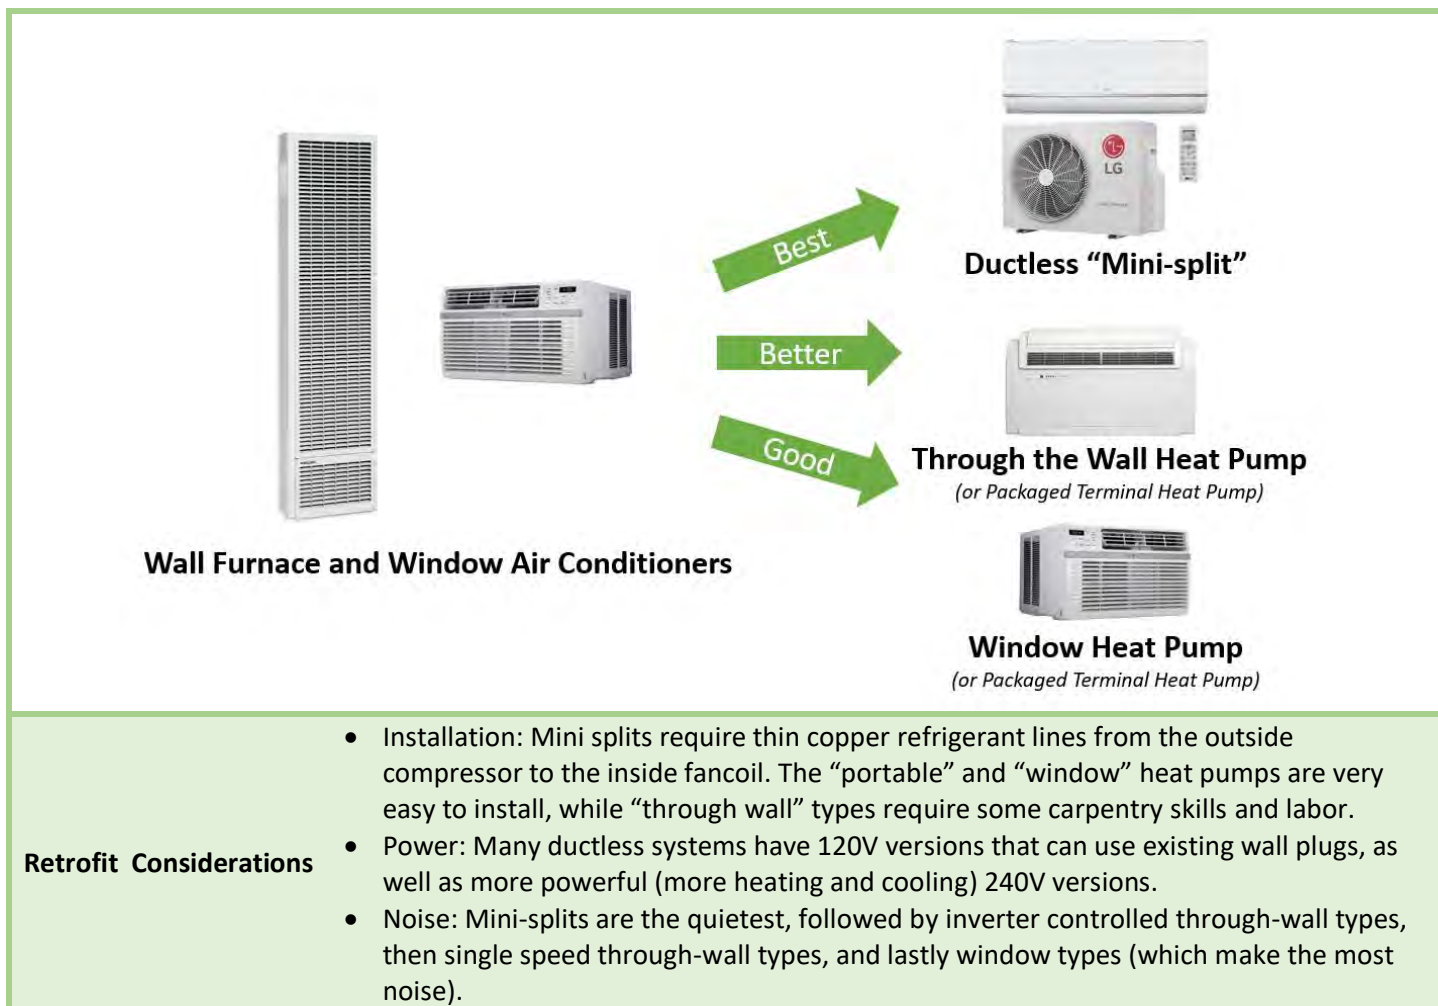 LG
Best
Ductless “Mini-split”
Better
Good
Through the Wall Heat Pump
(or Packaged Terminal Heat Pump)
Wall Furnace and Window Air Conditioners
Window Heat Pump
(or Packaged Terminal Heat Pump)
Retrofit Considerations
• Installation: Mini splits require thin copper refrigerant lines from the outside
compressor to the inside fancoil. The “portable” and “window” heat pumps are very
easy to install, while “through wall” types require some carpentry skills and labor.
• Power: Many ductless systems have 120V versions that can use existing wall plugs, as
well as more powerful (more heating and cooling) 240V versions.
• Noise: Mini-splits are the quietest, followed by inverter controlled through-wall types,
then single speed through-wall types, and lastly window types (which make the most
noise).